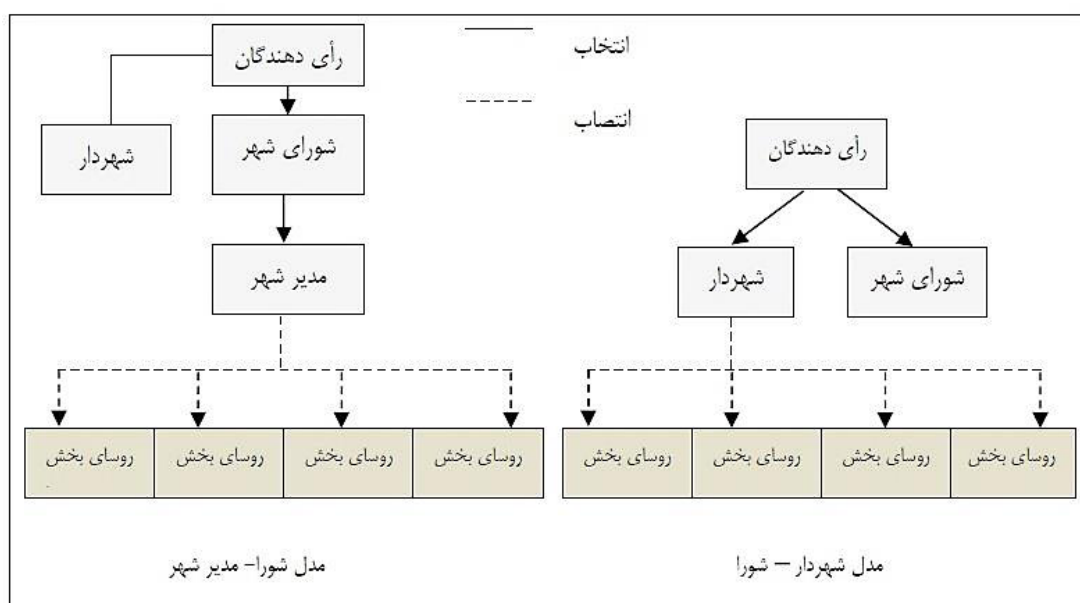 انتخاب
انتصاب
رأی دهندگان
شهردار
شورای شهر
مدیر شهر
روسای بخش
روسای بخش
روسای بخش
روسای بخش
مدل شورا- مدیر شهر
رأی دهندگان
شورای شهر
شهردار
روسای بخش
روسای بخش
روسای بخش
روسای بخش
مدل شهردار – شورا